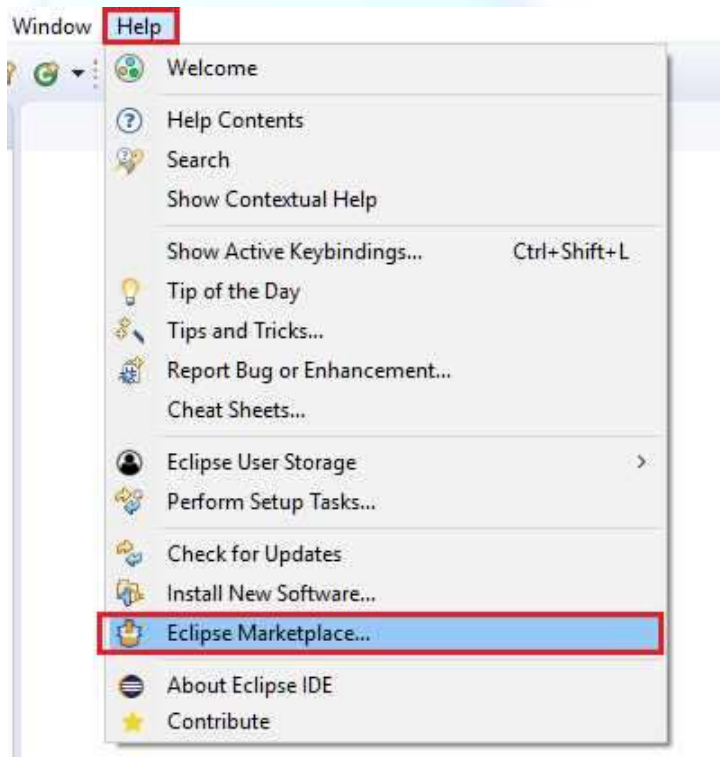 Window Help
Welcome
Help Contents
Search
Show Contextual Help
Show Active Keybindings... Ctrl+Shift+L
Tip of the Day
Tips and Tricks...
Report Bug or Enhancement...
Cheat Sheets...
Eclipse User Storage
Perform Setup Tasks...
Check for Updates
Install New Software...
Eclipse Marketplace...
About Eclipse IDE
Contribute